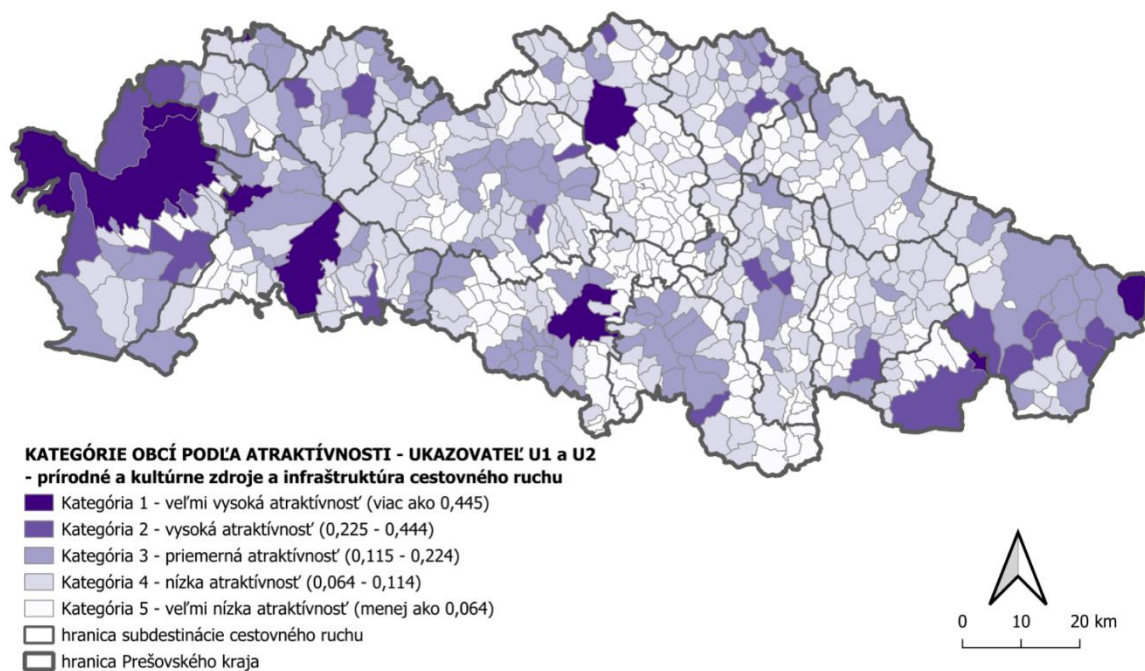 KATEGÓRIE OBCÍ PODĽA ATRAKTÍVNOSTI - UKAZOVATEĽ U1 a U2
- prírodné a kultúrne zdroje a infraštruktúra cestovného ruchu
Kategória 1 - veľmi vysoká atraktívnosť (viac ako 0,445)
Kategória 2 - vysoká atraktívnosť (0,225 - 0,444)
Kategória 3 - priemerná atraktívnosť (0,115 - 0,224)
Kategória 4 - nízka atraktívnosť (0,064 - 0,114)
Kategória 5 - veľmi nízka atraktívnosť (menej ako 0,064)
hranica subdestinácie cestovného ruchu
hranica Prešovského kraja
0 10 20 km